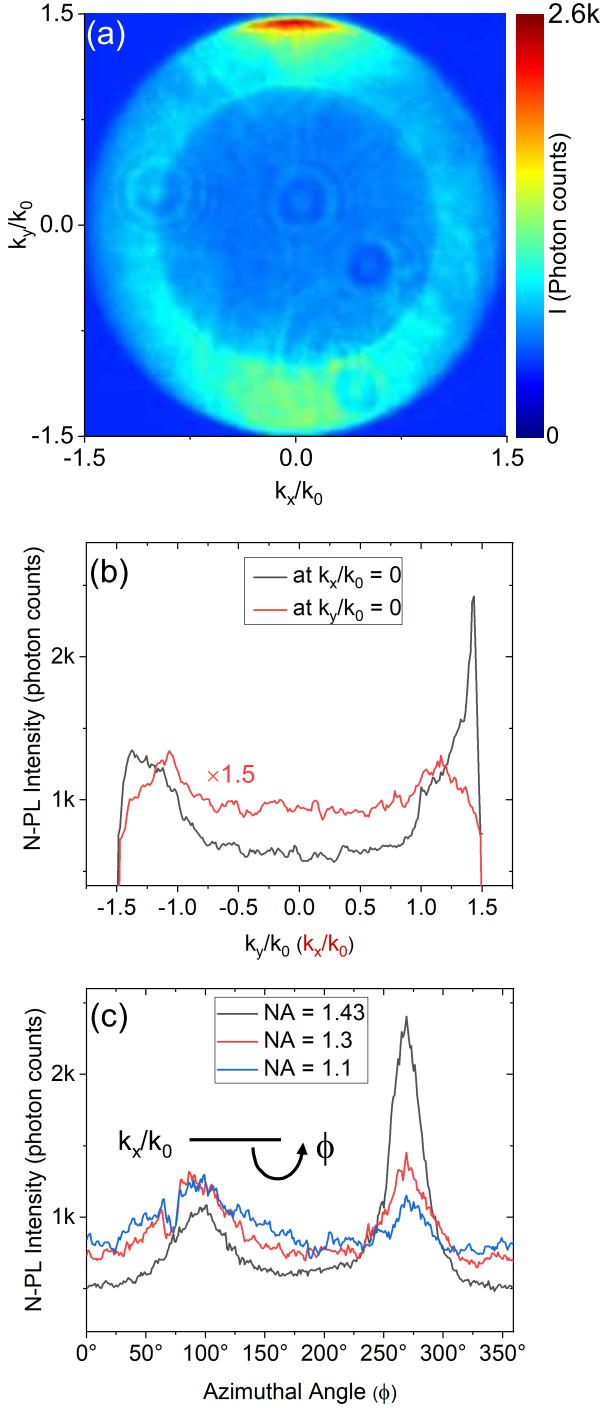 (a)
1.5
0.0
-1.5
k_y/k_0
-1.5 0.0 1.5
k_x/k_0
2.6k
0
I (Photon counts)
(b)
at k_x/k_0 = 0
at k_y/k_0 = 0
×1.5
2k
1k
N-PL Intensity (photon counts)
-1.5 -1.0 -0.5 0.0 0.5 1.0 1.5
k_y/k_0 (k_x/k_0)
(c)
NA = 1.43
NA = 1.3
NA = 1.1
k_x/k_0
ϕ
2k
1k
N-PL Intensity (photon counts)
0° 50° 100° 150° 200° 250° 300° 350°
Azimuthal Angle (ϕ)